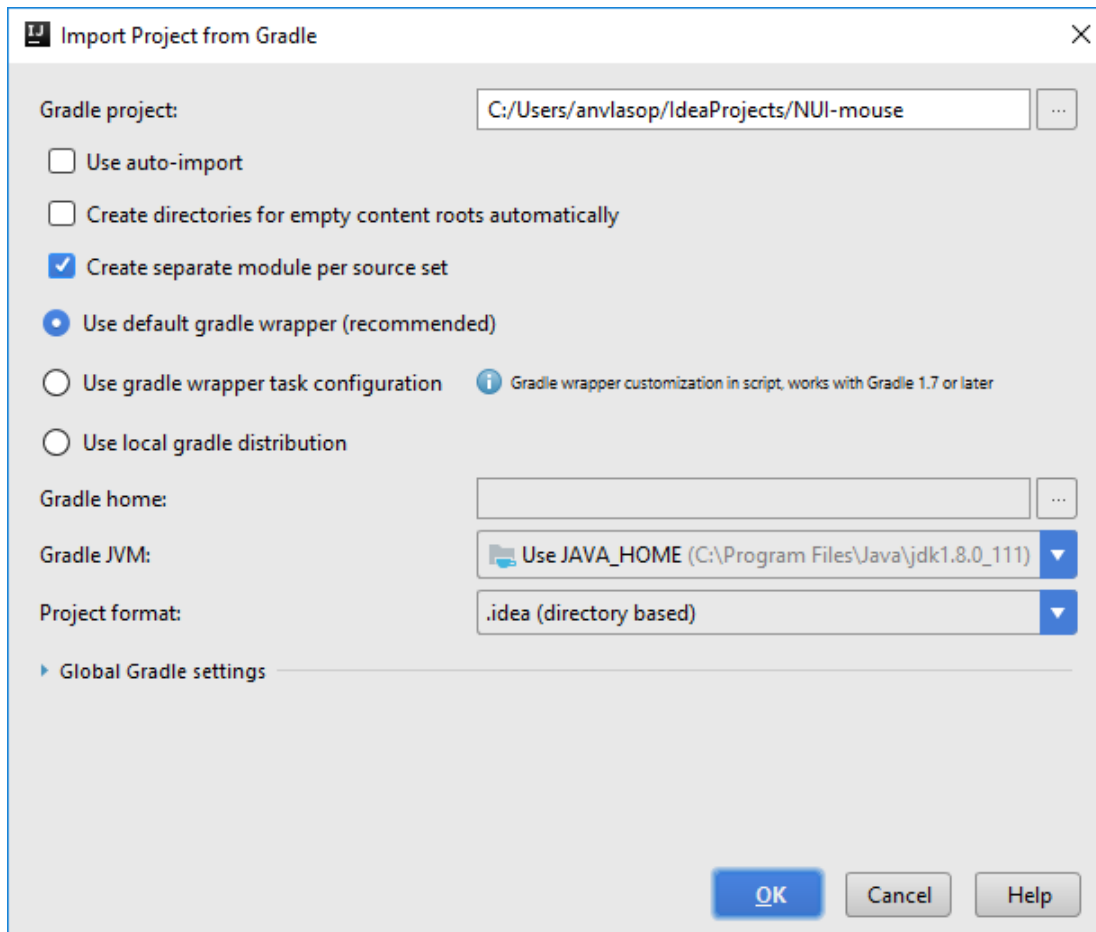 IJ Import Project from Gradle
Gradle project: C:/Users/anvlasop/IdeaProjects/NUI-mouse ...
Use auto-import
Create directories for empty content roots automatically
Create separate module per source set
Use default gradle wrapper (recommended)
Use gradle wrapper task configuration Gradle wrapper customization in script, works with Gradle 1.7 or later
Use local gradle distribution
Gradle home: ...
Gradle JVM: Use JAVA_HOME (C:\Program Files\Java\jdk1.8.0_111)
Project format: .idea (directory based)
Global Gradle settings
OK Cancel Help